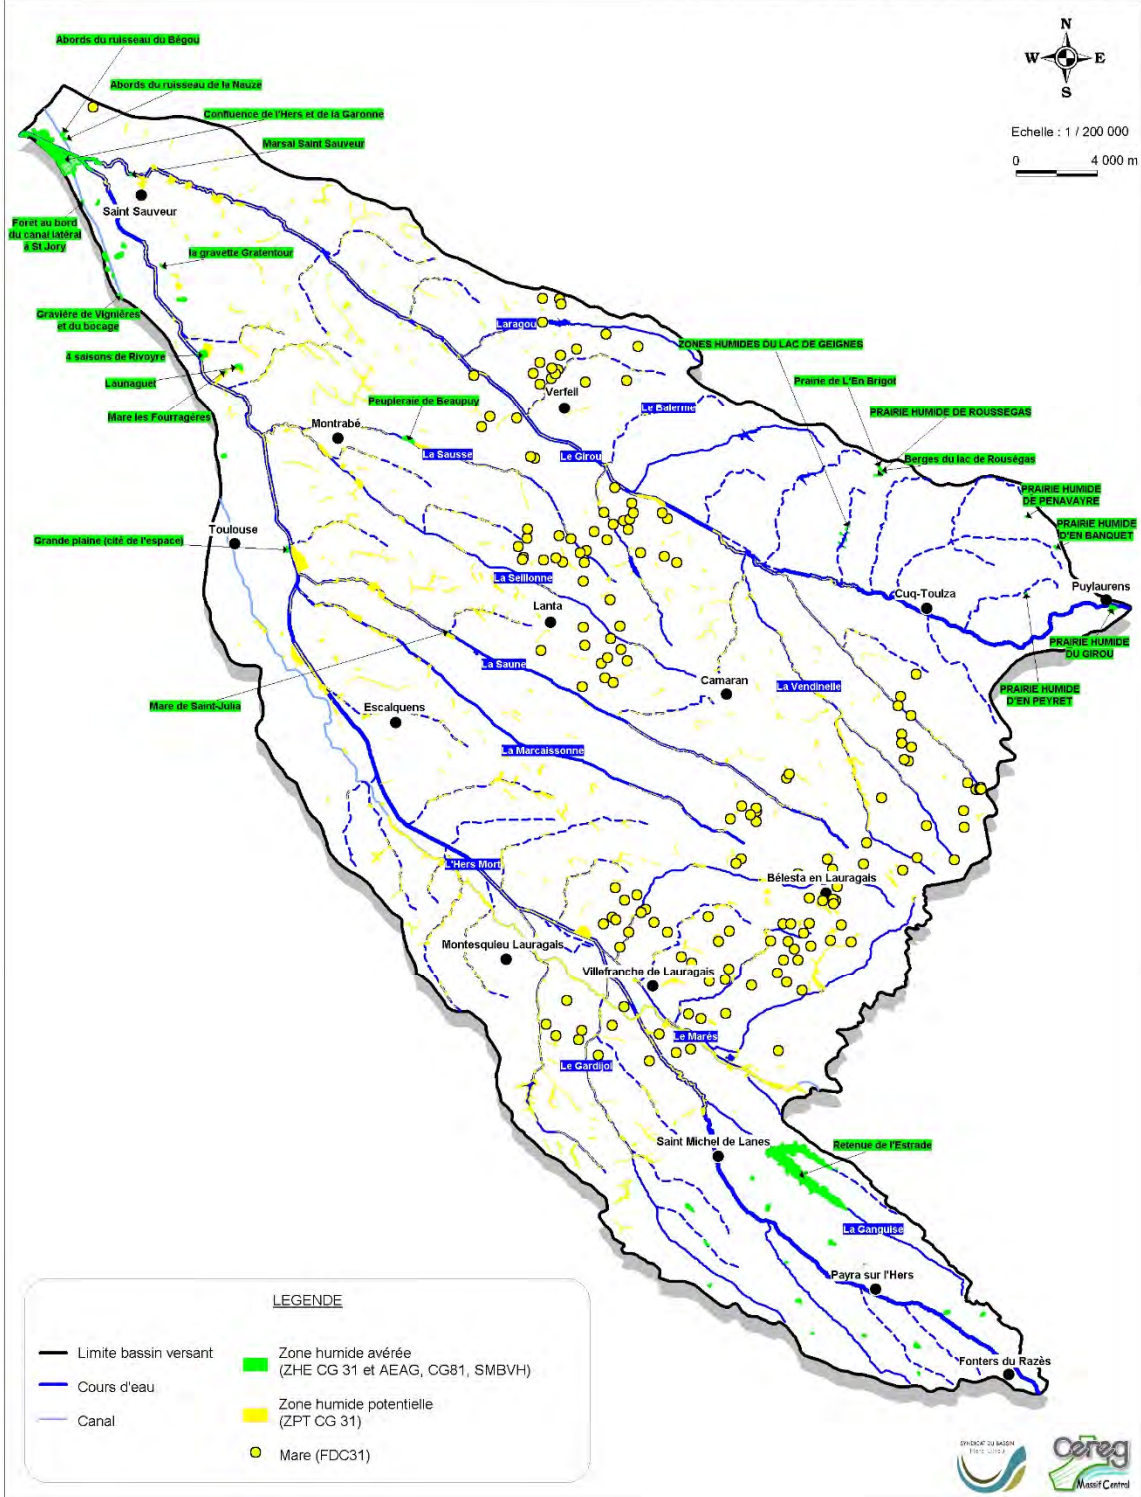 N
W E
S
Echelle : 1 / 200 000
0 4 000 m
Abords du ruisseau du Bégou
Abords du ruisseau de la Nauze
Confluence de l'Hers et de la Garonne
Marsal Saint Sauveur
Saint Sauveur
Forêt au bord
du canal latéral
à St Jory
la gravette Gratentour
Gravière de Vignières
et du bocage
4 saisons de Rivoyre
Launaguet
Mare les Fourragères
Laragou
ZONES HUMIDES DU LAC DE GEIGNES
Prairie de L'En Brigot
PRAIRIE HUMIDE DE ROUSSEGAS
Verfeil
Peupleraie de Beaupuy
Le Balerme
Montrabé
La Sausse
Le Girou
Berges du lac de Rouségas
PRAIRIE HUMIDE
DE PENAVAYRE
PRAIRIE HUMIDE
D'EN BANQUET
Toulouse
Grande plaine (cité de l'espace)
La Seillonne
Lanta
Cuq-Toulza
Puylaurens
PRAIRIE HUMIDE
DU GIROU
La Saune
Camaran
La Vendinelle
PRAIRIE HUMIDE
D'EN PEYRET
Mare de Saint-Julia
Escalquens
La Marcaissonne
L'Hers Mort
Bélesta en Lauragais
Montesquieu Lauragais
Villefranche de Lauragais
Le Marès
Le Gardijol
Saint Michel de Lanes
Retenue de l'Estrade
La Ganguise
Payra sur l'Hers
Fonters du Razès
LEGENDE
Limite bassin versant
Cours d'eau
Canal
Zone humide avérée
(ZHE CG 31 et AEAG, CG81, SMBVH)
Zone humide potentielle
(ZPT CG 31)
Mare (FDC31)
SYNDICAT DU BASSIN
Hers Girou
Cereg
Massif Central